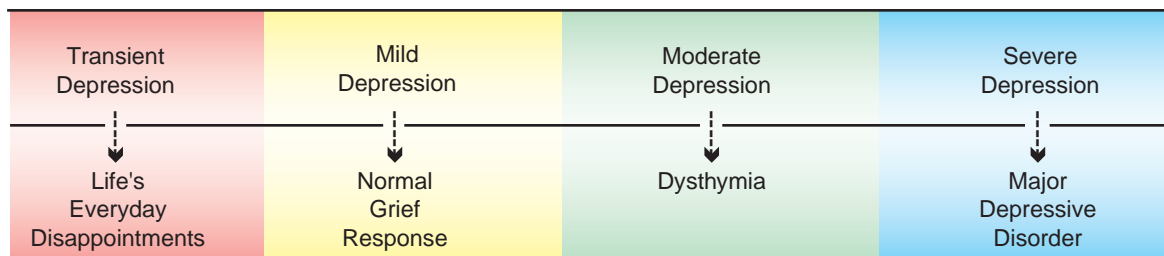 Transient
Depression
Mild
Depression
Moderate
Depression
Severe
Depression
Life's
Everyday
Disappointments
Normal
Grief
Response
Dysthymia
Major
Depressive
Disorder